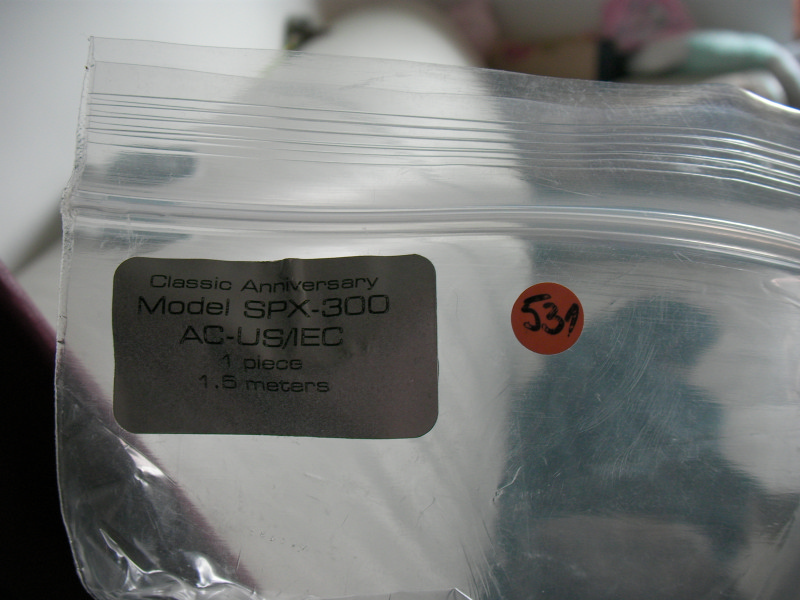 Classic Anniversary
Model SPX-300
AC-US/IEC
1 piece
1.5 meters
531